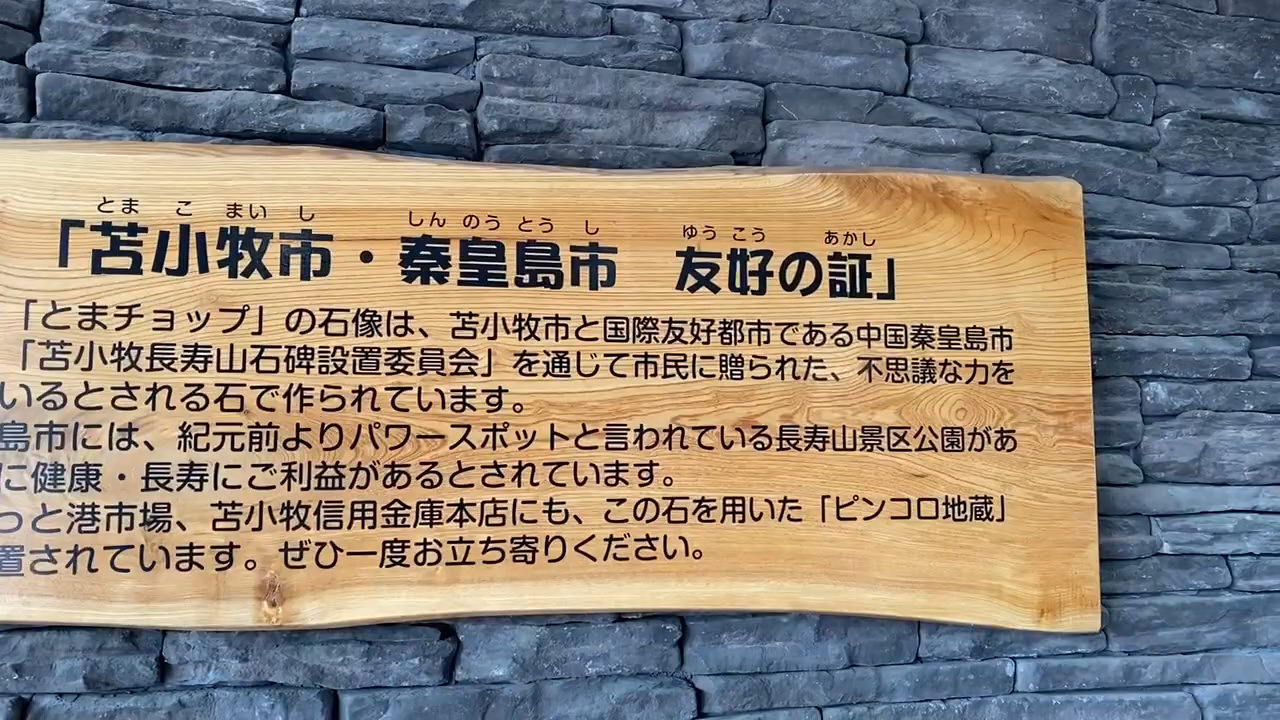 とま こ まい し しん のう とう し ゆう こう あかし
「苫小牧市・秦皇島市 友好の証」
「とまチョップ」の石像は、苫小牧市と国際友好都市である中国秦皇島市
「苫小牧長寿山石碑設置委員会」を通じて市民に贈られた、不思議な力を
いるとされる石で作られています。
島市には、紀元前よりパワースポットと言われている長寿山景区公園があ
に健康・長寿にご利益があるとされています。
っと港市場、苫小牧信用金庫本店にも、この石を用いた「ピンコロ地蔵」
置されています。ぜひ一度お立ち寄りください。